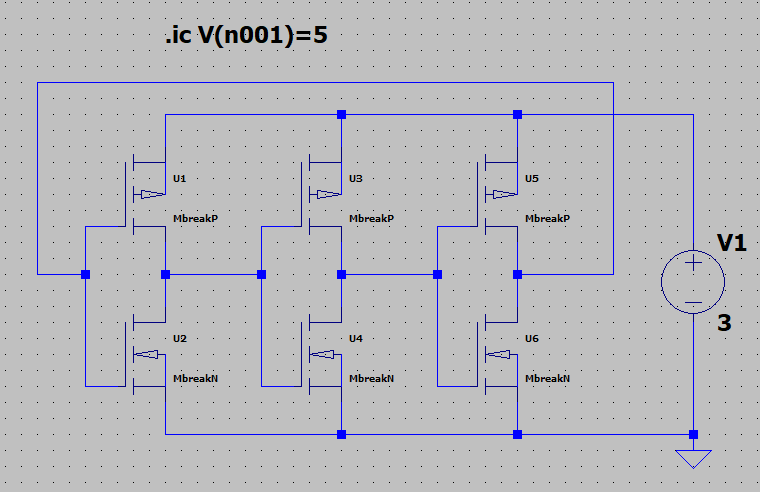 .ic V(n001)=5
U1
MbreakP
U3
MbreakP
U5
MbreakP
V1
3
U2
MbreakN
U4
MbreakN
U6
MbreakN